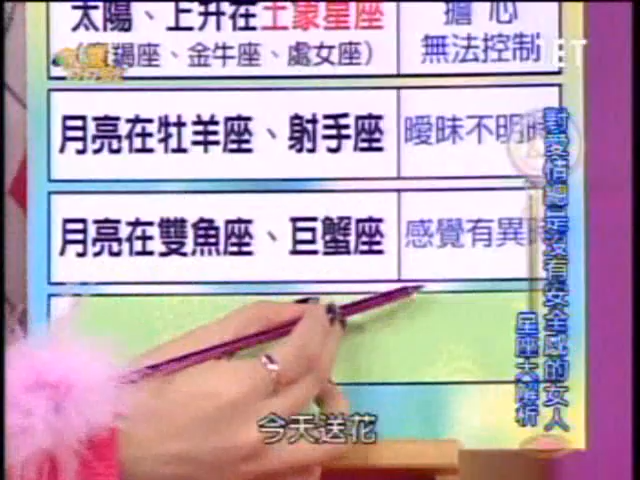 太陽、上升在土象星座
擔心
羯座、金牛座、處女座）
無法控制
ET
月亮在牡羊座、射手座
曖昧不明時
月亮在雙魚座、巨蟹座
感覺有異時
對愛情總是沒有安全感的女人
星座大解析
今天送花